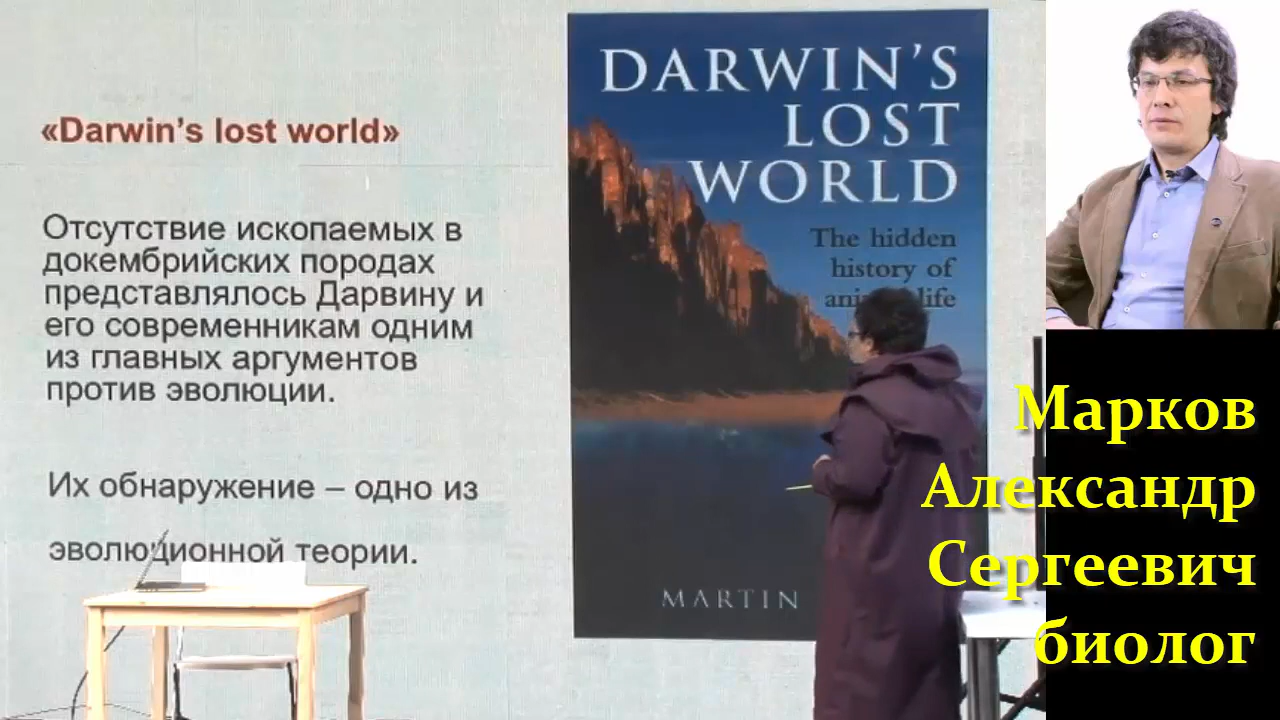 «Darwin's lost world»
Отсутствие ископаемых в
докембрийских породах
представлялось Дарвину и
его современникам одним
из главных аргументов
против эволюции.
Их обнаружение – одно из
эволюционной теории.
DARWIN'S
LOST
WORLD
The hidden
history of
life
MARTIN
Марков
Александр
Сергеевич
биолог